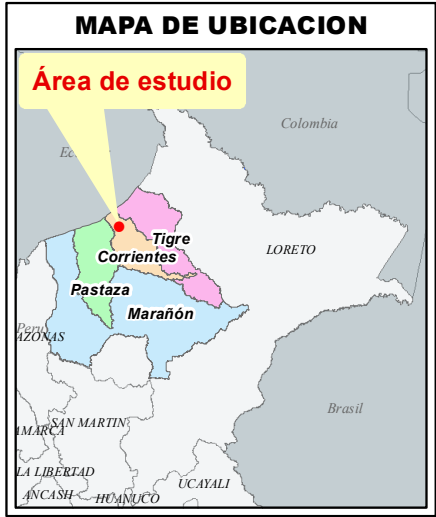 MAPA DE UBICACION
Área de estudio
Colombia
Ec
Tigre
LORETO
Corrientes
Pastaza
Marañón
Peru
AZONAS
Brasil
SAN MARTIN
AMARCA
LA LIBERTAD
UCAYALI
ANCASH
HUANUCO